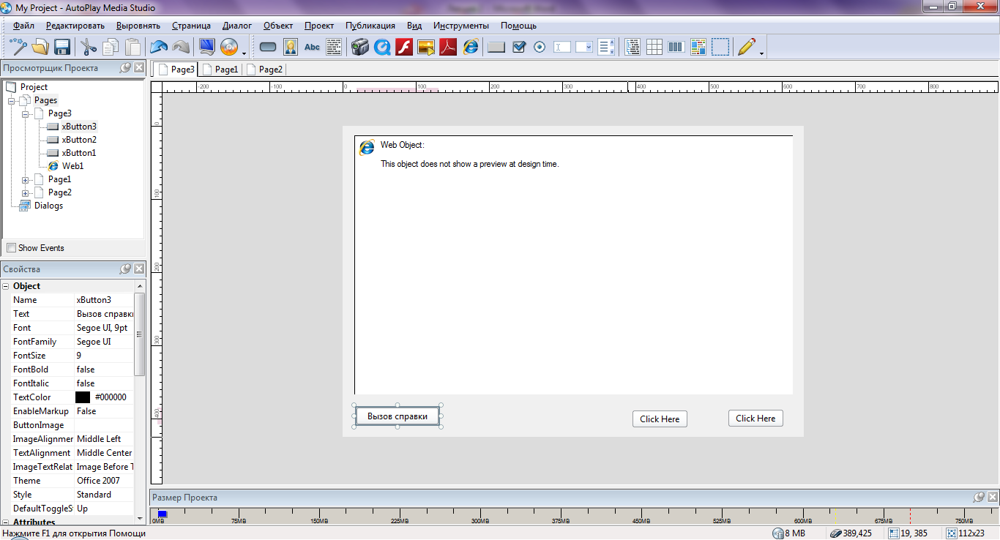 My Project - AutoPlay Media Studio
Файл Редактировать Выровнять Страница Диалог Объект Проект Публикация Вид Инструменты Помощь
Abc
Просмотрщик Проекта
Page3 Page1 Page2
-200 -100 0 100 200 300 400 500 600 700 800
Project
Pages
Page3
xButton3
xButton2
xButton1
Web1
Page1
Page2
Dialogs
Show Events
0
100
200
300
400
Web Object:
This object does not show a preview at design time.
Вызов справки
Click Here
Click Here
Свойства
Object
Name xButton3
Text Вызов справки
Font Segoe UI, 9pt
FontFamily Segoe UI
FontSize 9
FontBold false
FontItalic false
TextColor #000000
EnableMarkup False
ButtonImage
ImageAlignmer Middle Left
TextAlignment Middle Center
ImageTextRelat Image Before T
Theme Office 2007
Style Standard
DefaultToggleS Up
Attributes
Размер Проекта
0MB 75MB 150MB 225MB 300MB 375MB 450MB 525MB 600MB 675MB 750MB
Нажмите F1 для открытия Помощи
8 MB 389,425 19, 385 112x23